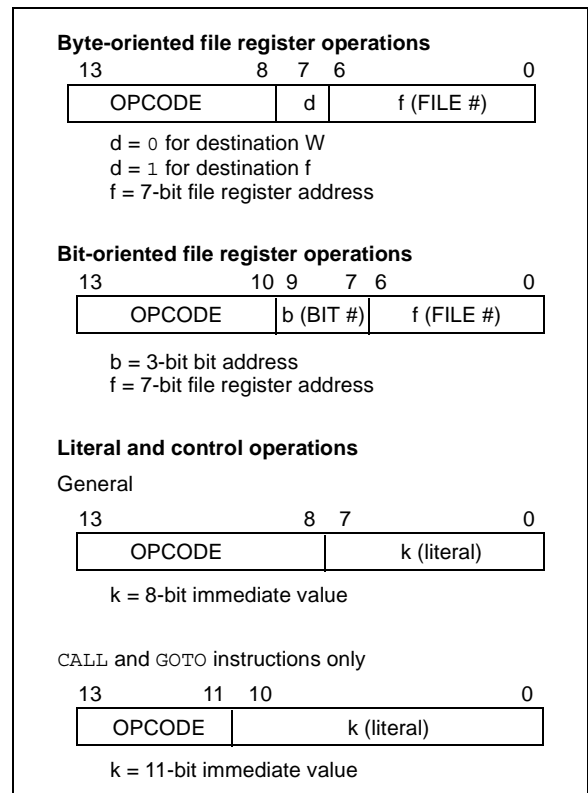 Byte-oriented file register operations
13 8 7 6 0
OPCODE d f (FILE #)
d = 0 for destination W
d = 1 for destination f
f = 7-bit file register address
Bit-oriented file register operations
13 10 9 7 6 0
OPCODE b (BIT #) f (FILE #)
b = 3-bit bit address
f = 7-bit file register address
Literal and control operations
General
13 8 7 0
OPCODE k (literal)
k = 8-bit immediate value
CALL and GOTO instructions only
13 11 10 0
OPCODE k (literal)
k = 11-bit immediate value